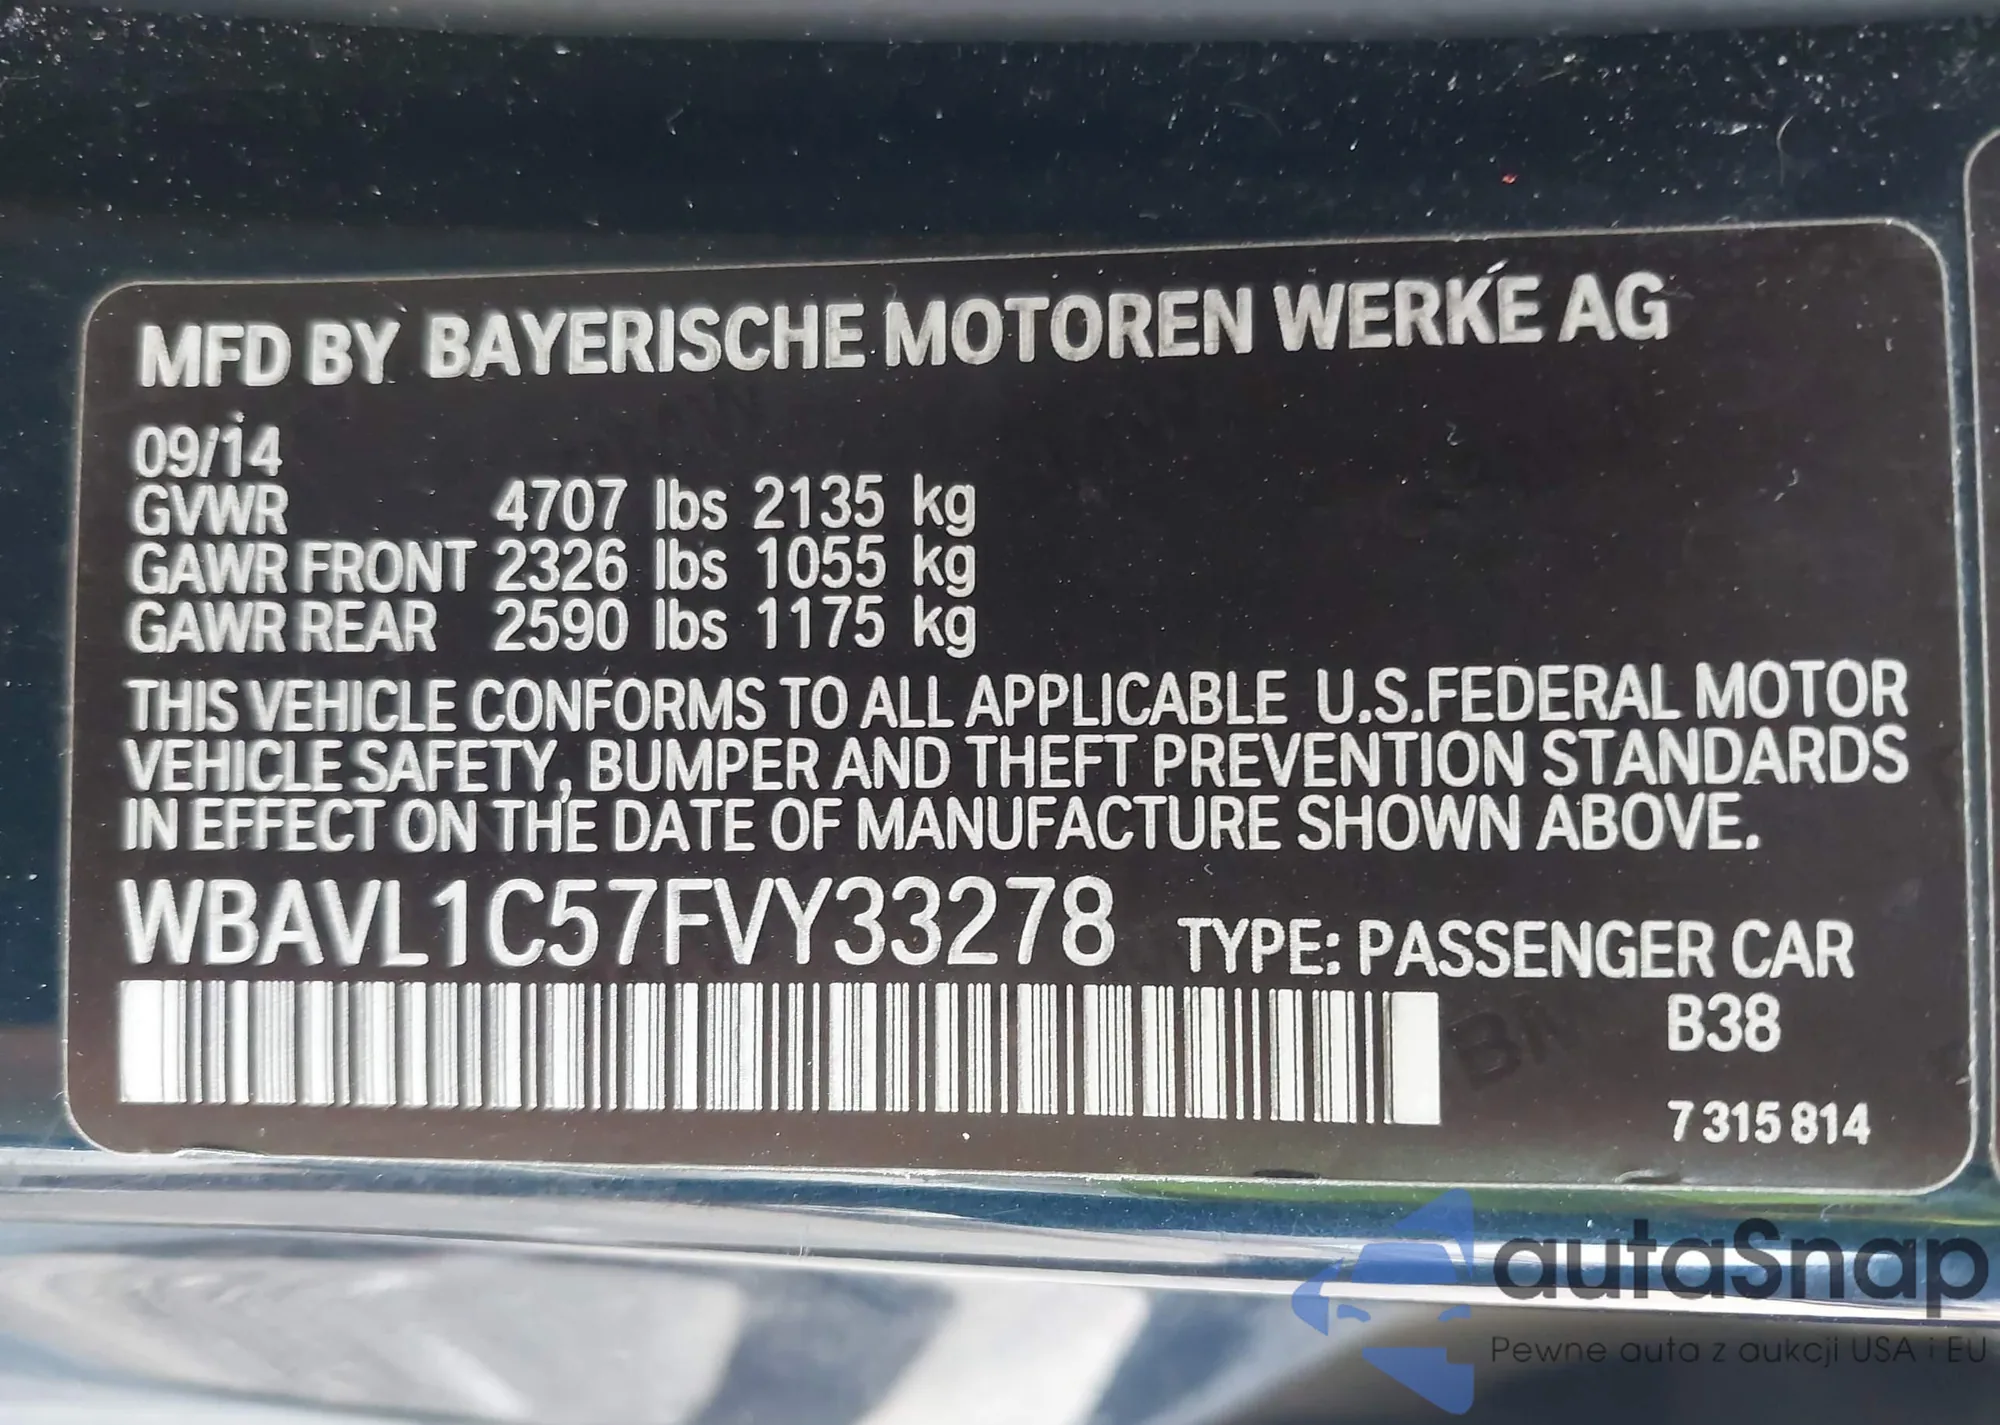 MFD BY BAYERISCHE MOTOREN WERKE AG
09/14
GVWR 4707 lbs 2135 kg
GAWR FRONT 2326 lbs 1055 kg
GAWR REAR 2590 lbs 1175 kg
THIS VEHICLE CONFORMS TO ALL APPLICABLE U.S.FEDERAL MOTOR
VEHICLE SAFETY, BUMPER AND THEFT PREVENTION STANDARDS
IN EFFECT ON THE DATE OF MANUFACTURE SHOWN ABOVE.
WBAVL1C57FVY33278 TYPE: PASSENGER CAR
B38
7 315 814
autaSnap
Pewne auta z aukcji USA i EU